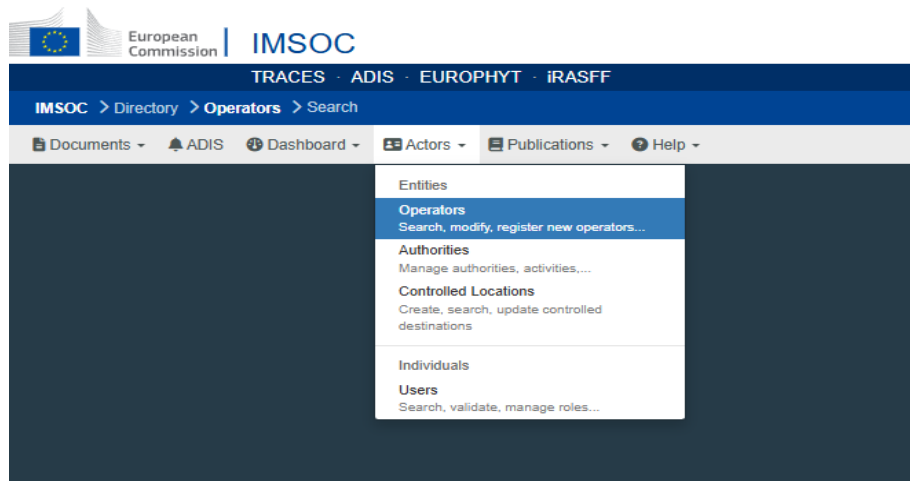 European
Commission
IMSOC
TRACES · ADIS · EUROPHYT · iRASFF
IMSOC > Directory > Operators > Search
Documents ADIS Dashboard Actors Publications Help
Entities
Operators
Search, modify, register new operators...
Authorities
Manage authorities, activities,...
Controlled Locations
Create, search, update controlled
destinations
Individuals
Users
Search, validate, manage roles...